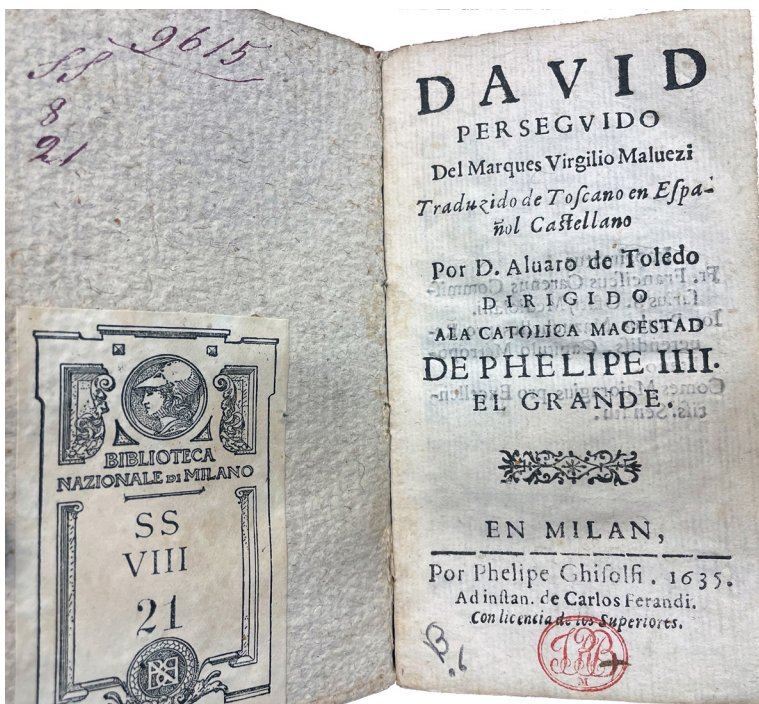 9615
SS
8
21
BIBLIOTECA
NAZIONALE DI MILANO
SS
VIII
21
DAVID
PERSEGVIDO
Del Marques Virgilio Maluezi
Traduzido de Toſcano en Eſpa-
ñol Caſtellano
Por D. Aluaro de Toledo
DIRIGIDO
ALA CATOLICA MAGESTAD
DE PHELIPE IIII.
EL GRANDE.
EN MILAN,
Por Phelipe Ghiſolfi. 1635.
Ad inſtan. de Carlos Ferandi.
Con licencia de los Superiores.